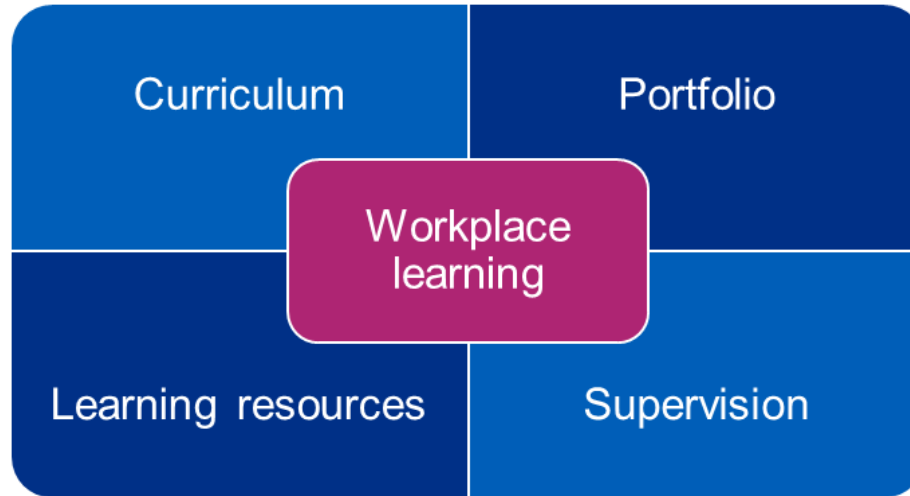 Curriculum
Portfolio
Workplace
learning
Learning resources
Supervision